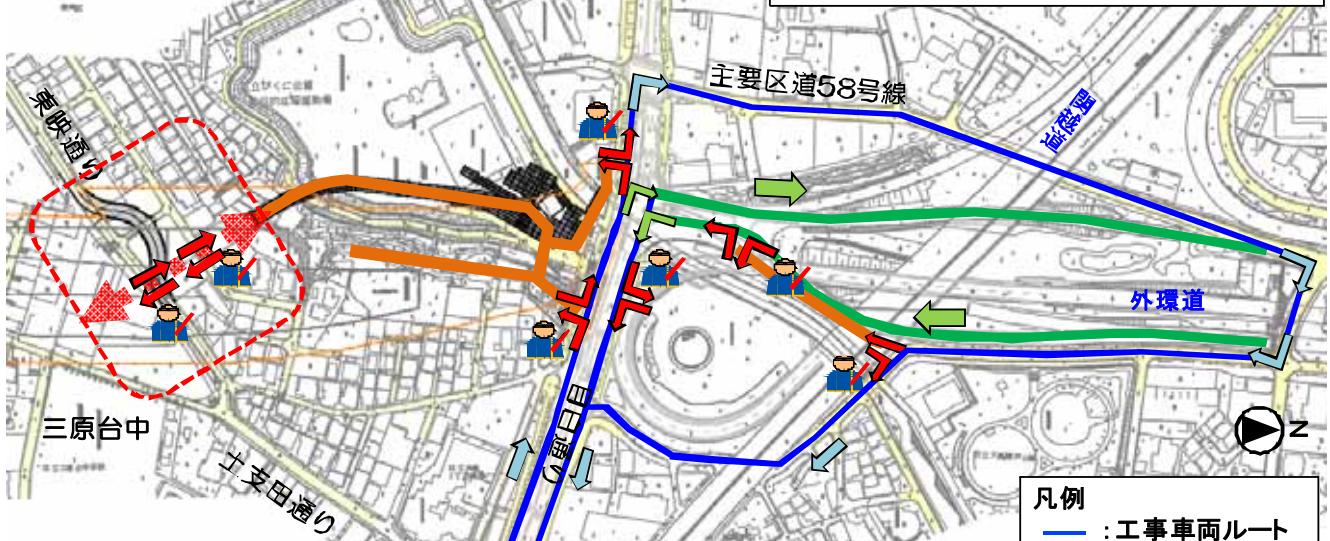 主要区道58号線
東映通り
関越道
外環道
三原台中
目白通り
土支田通り
N
凡例
：工事車両ルート